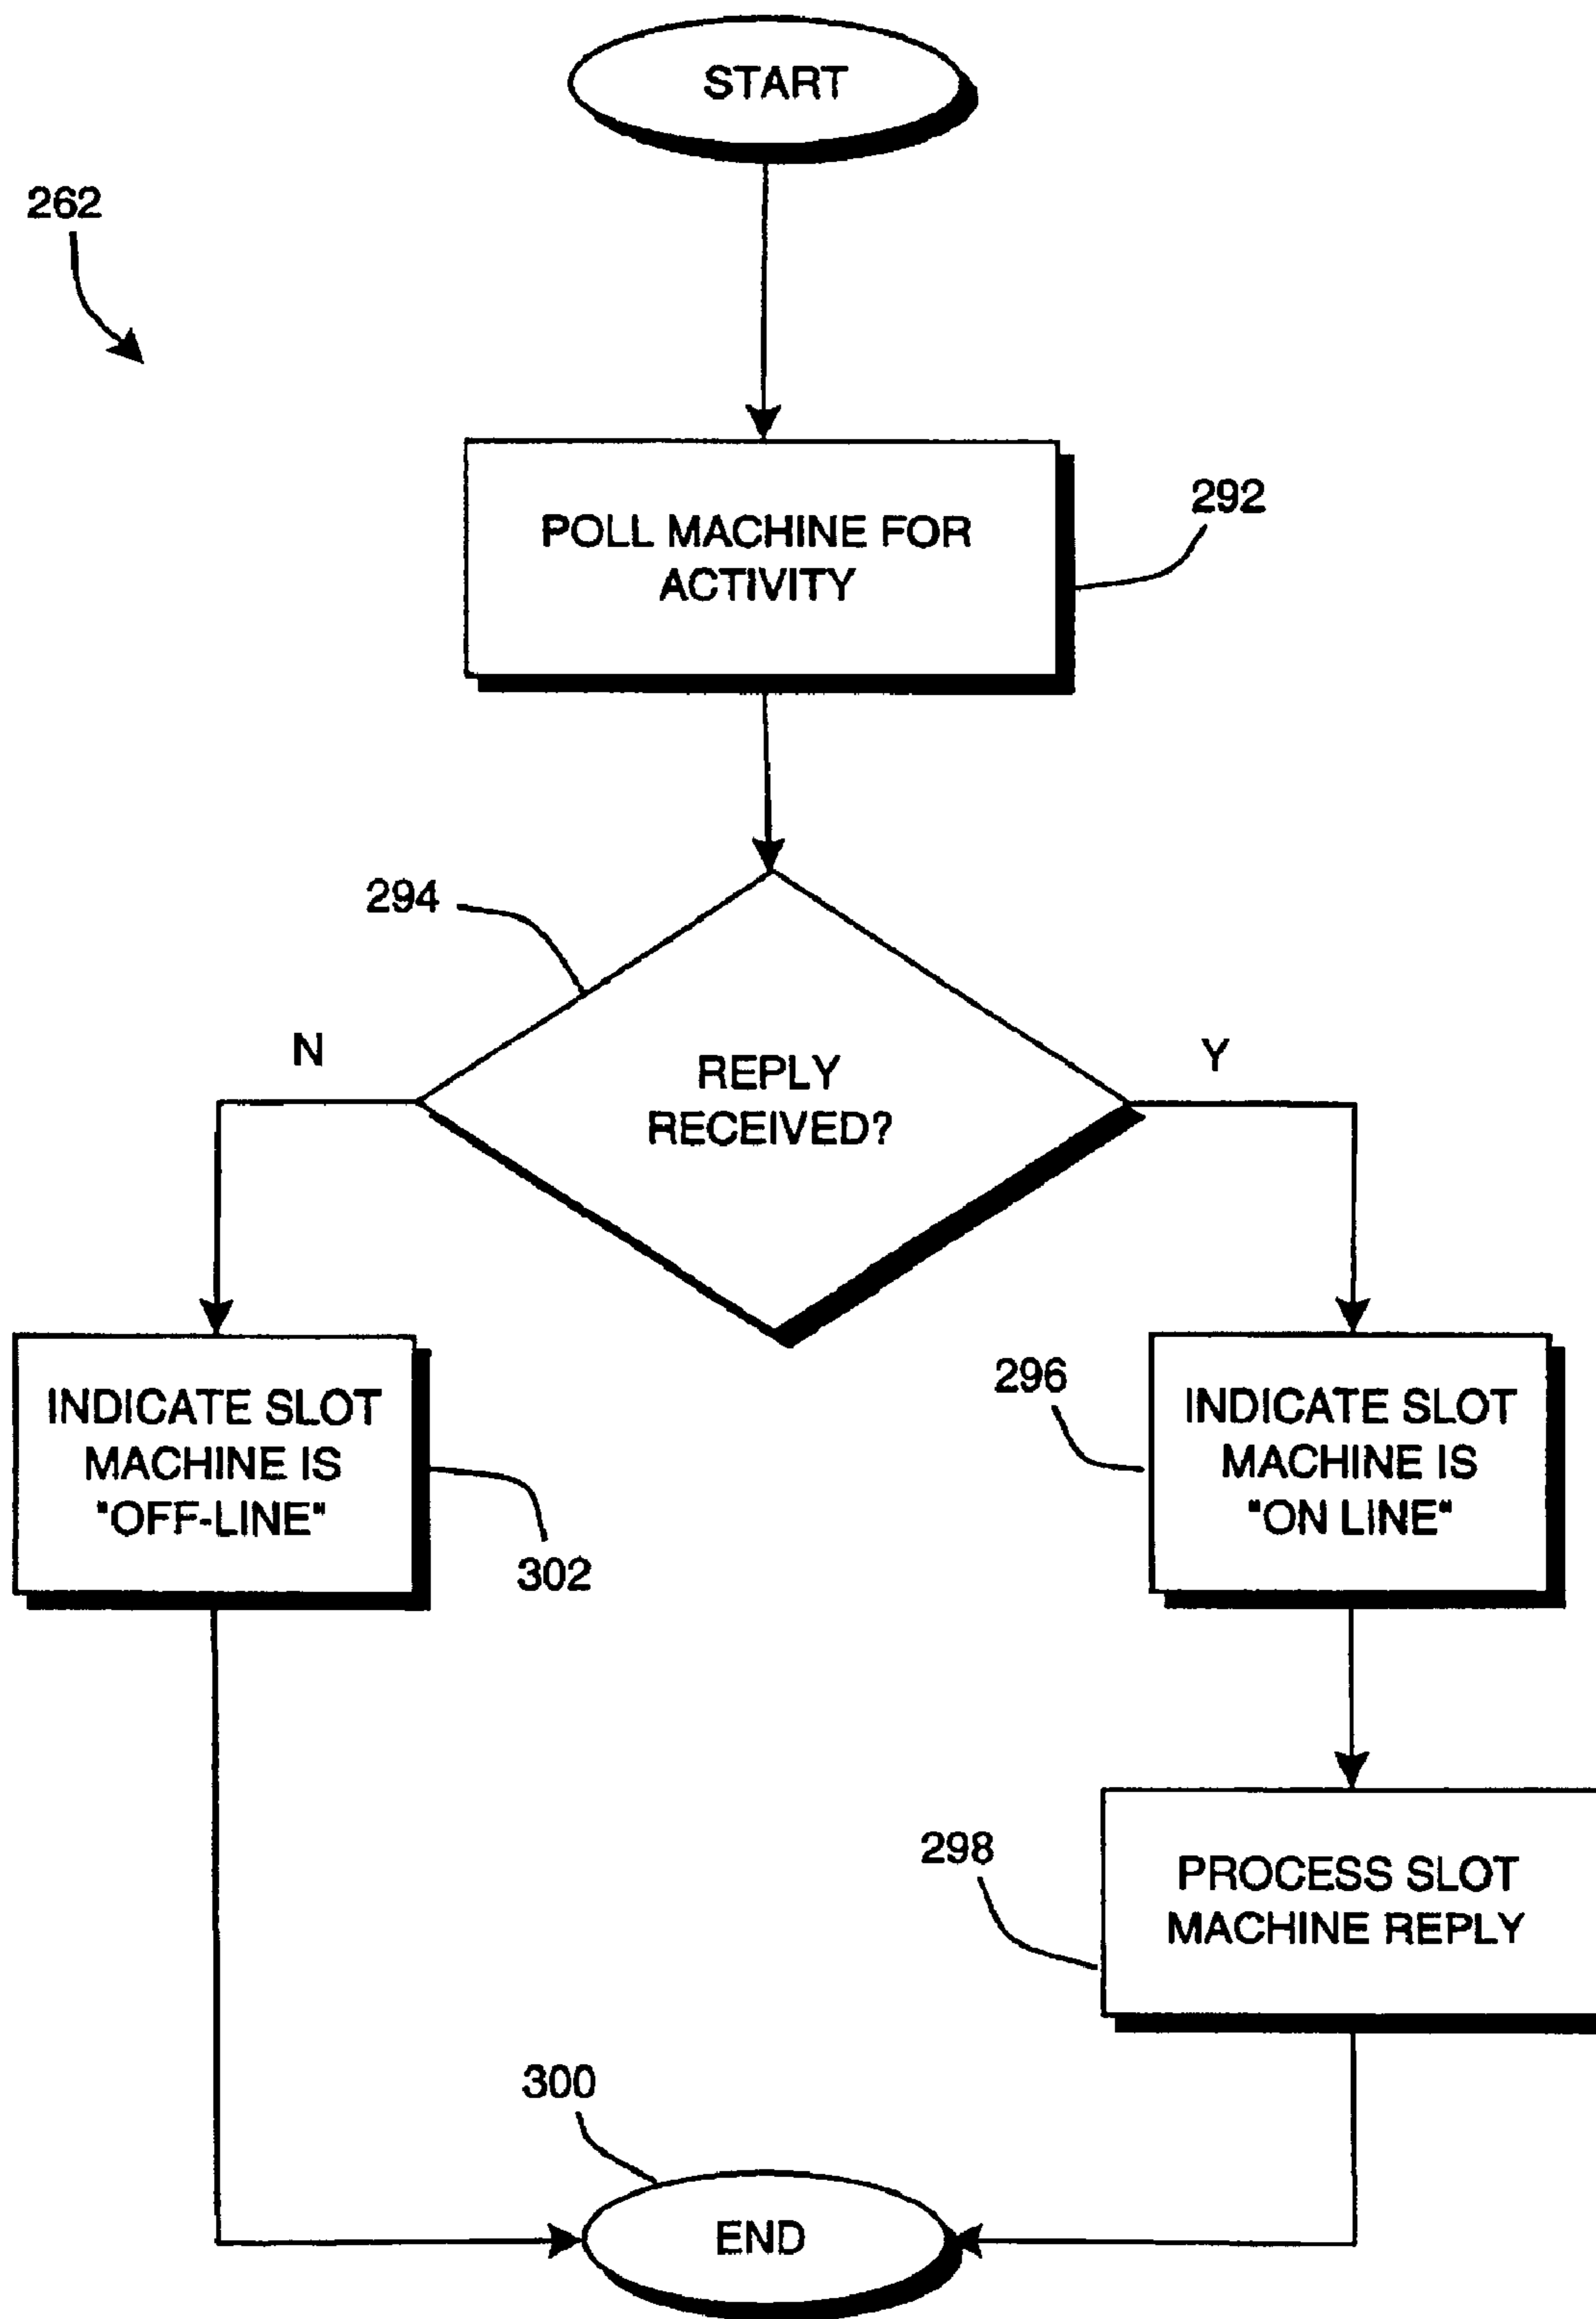 START
262
POLL MACHINE FOR
ACTIVITY
292
294
N
REPLY
RECEIVED?
Y
INDICATE SLOT
MACHINE IS
"OFF-LINE"
302
296
INDICATE SLOT
MACHINE IS
"ON LINE"
298
PROCESS SLOT
MACHINE REPLY
300
END